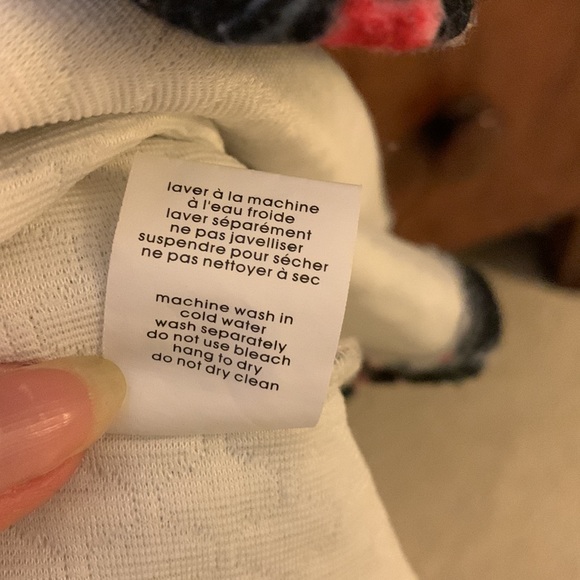 laver à la machine
à l'eau froide
laver séparément
ne pas javelliser
suspendre pour sécher
ne pas nettoyer à sec
machine wash in
cold water
wash separately
do not use bleach
hang to dry
do not dry clean